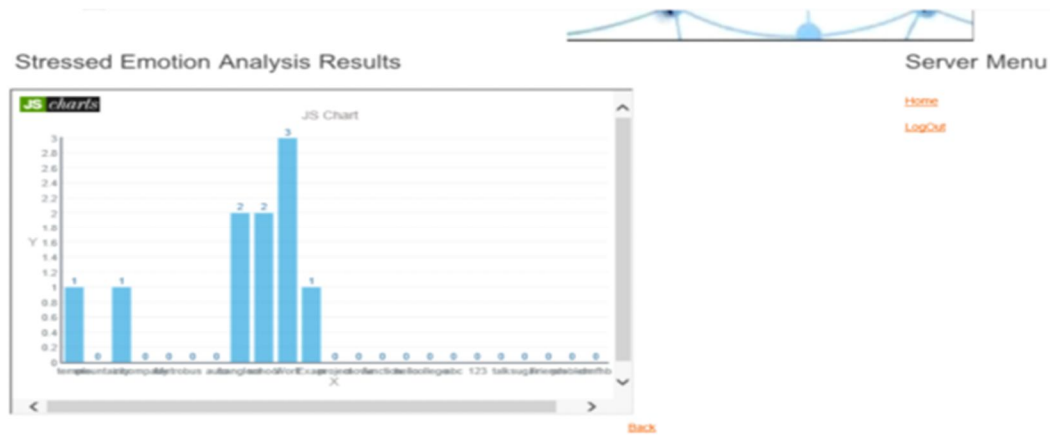 Stressed Emotion Analysis Results
Server Menu
JS charts
JS Chart
Home
LogOut
3
3
2.8
2.6
2.4
2.2
2 2
2
1.8
Y 1.6
1.4
1.2
1 1 1
1
0.8
0.6
0.4
0.2
0 0 0 0 0 0 0 0 0 0 0 0 0 0 0 0 0
0
abc 123
X
Back